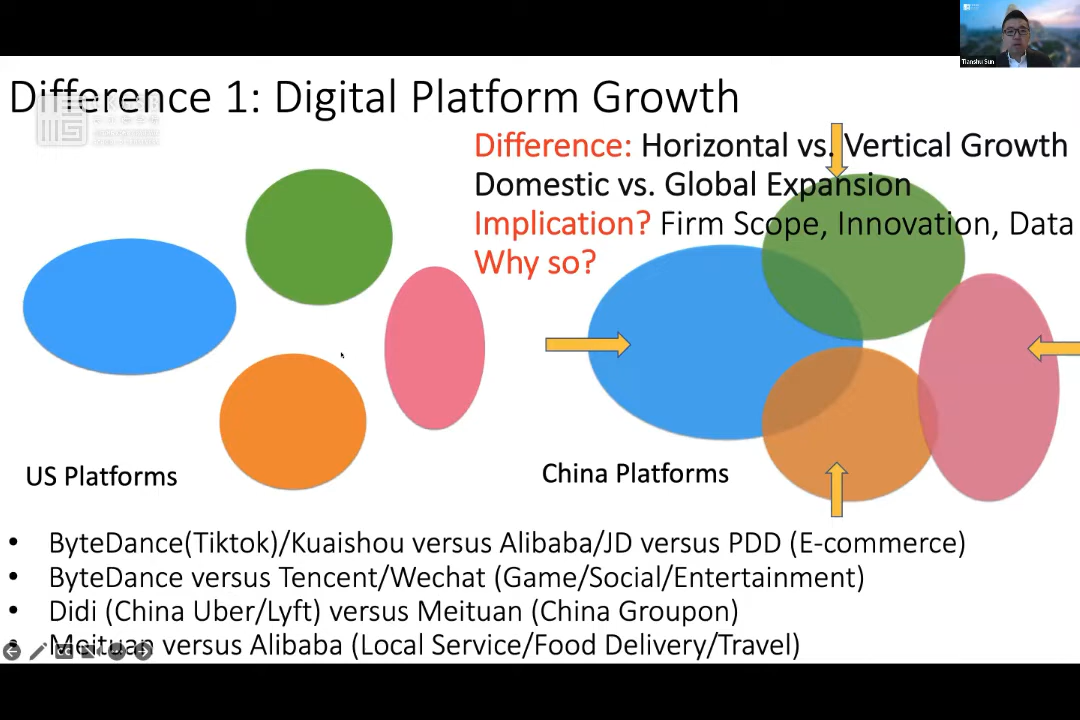 Tianshu Sun
Difference 1: Digital Platform Growth
Difference: Horizontal vs. Vertical Growth
Domestic vs. Global Expansion
Implication? Firm Scope, Innovation, Data
Why so?
US Platforms
China Platforms
• ByteDance(Tiktok)/Kuaishou versus Alibaba/JD versus PDD (E-commerce)
• ByteDance versus Tencent/Wechat (Game/Social/Entertainment)
• Didi (China Uber/Lyft) versus Meituan (China Groupon)
• Meituan versus Alibaba (Local Service/Food Delivery/Travel)